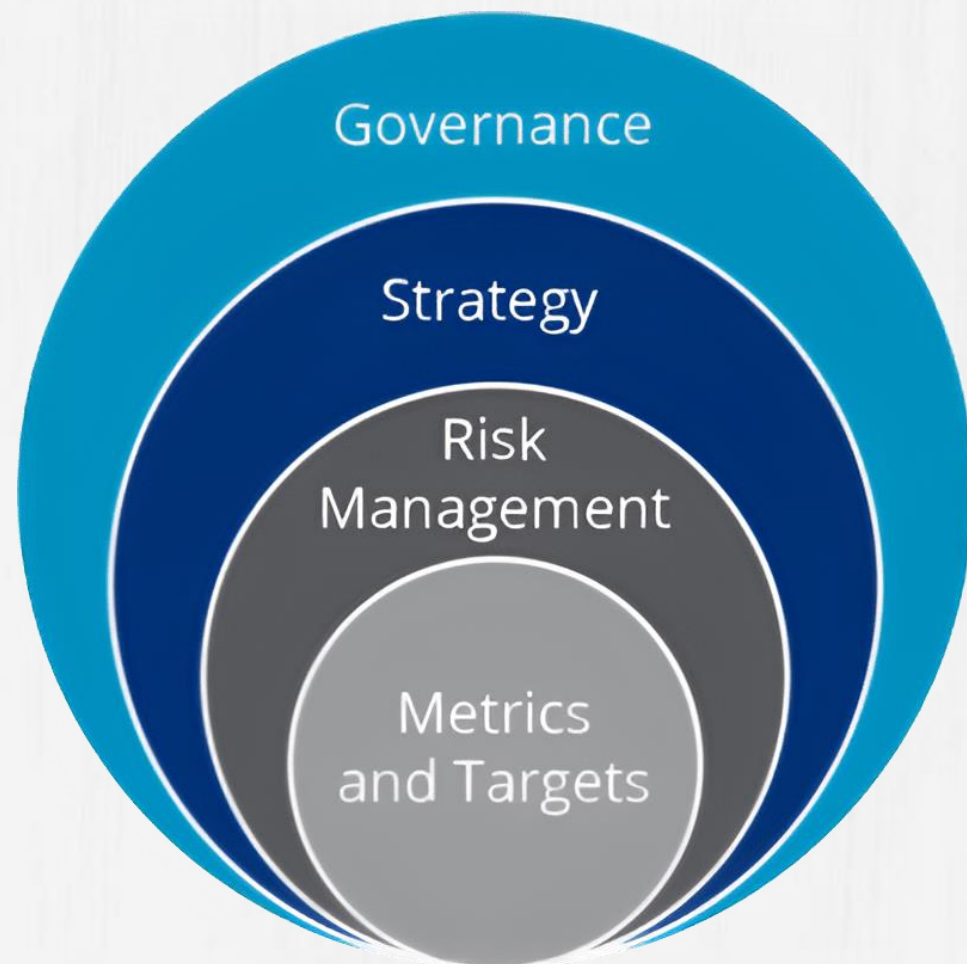 Governance
Strategy
Risk
Management
Metrics
and Targets